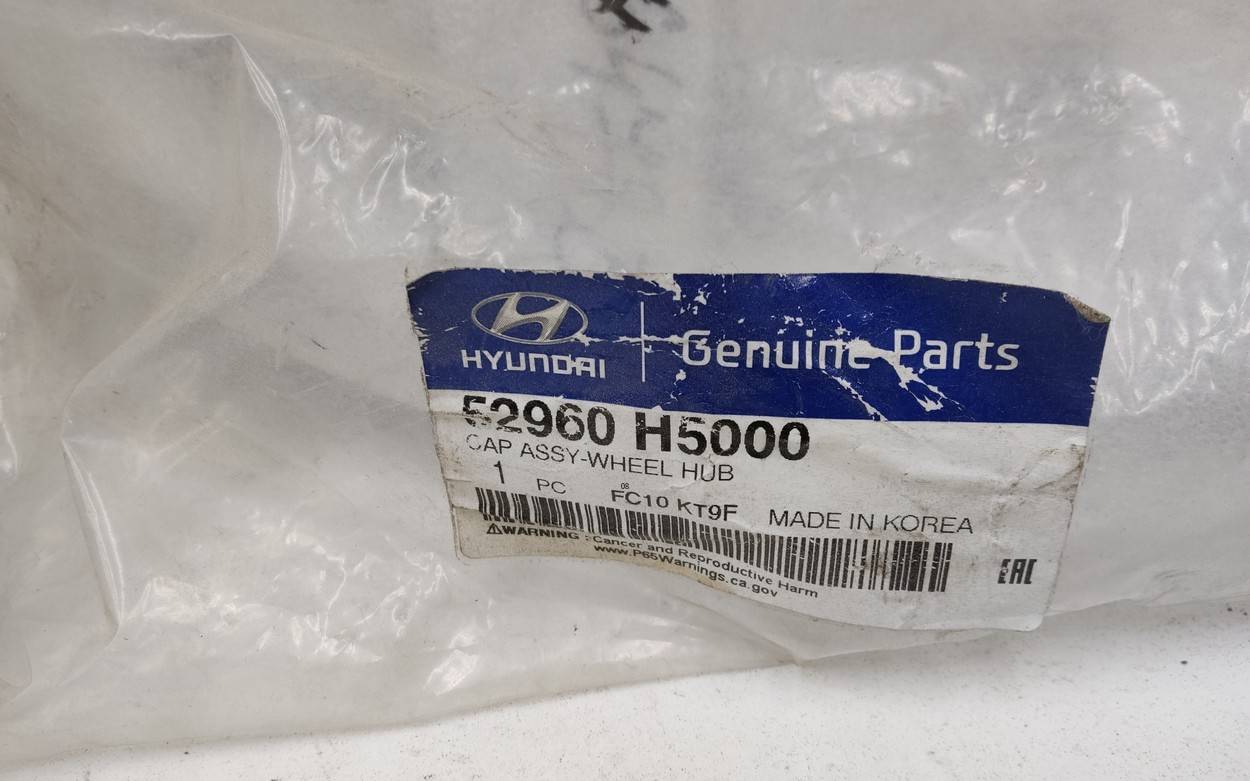 HYUNDAI | Genuine Parts
52960 H5000
CAP ASSY-WHEEL HUB
1 PC 08 FC10 KT9F MADE IN KOREA
⚠WARNING : Cancer and Reproductive Harm
www.P65Warnings.ca.gov
EAC